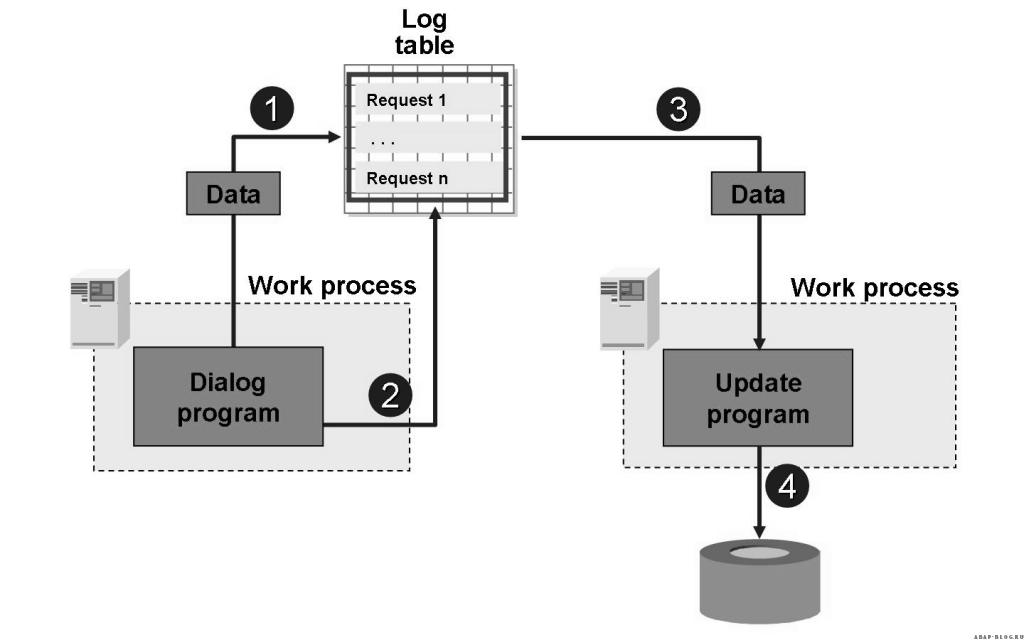 Log
table
1
Request 1
. . .
Request n
3
Data
Data
Work process
Work process
Dialog
program
2
Update
program
4
ABAP-BLOG.RU